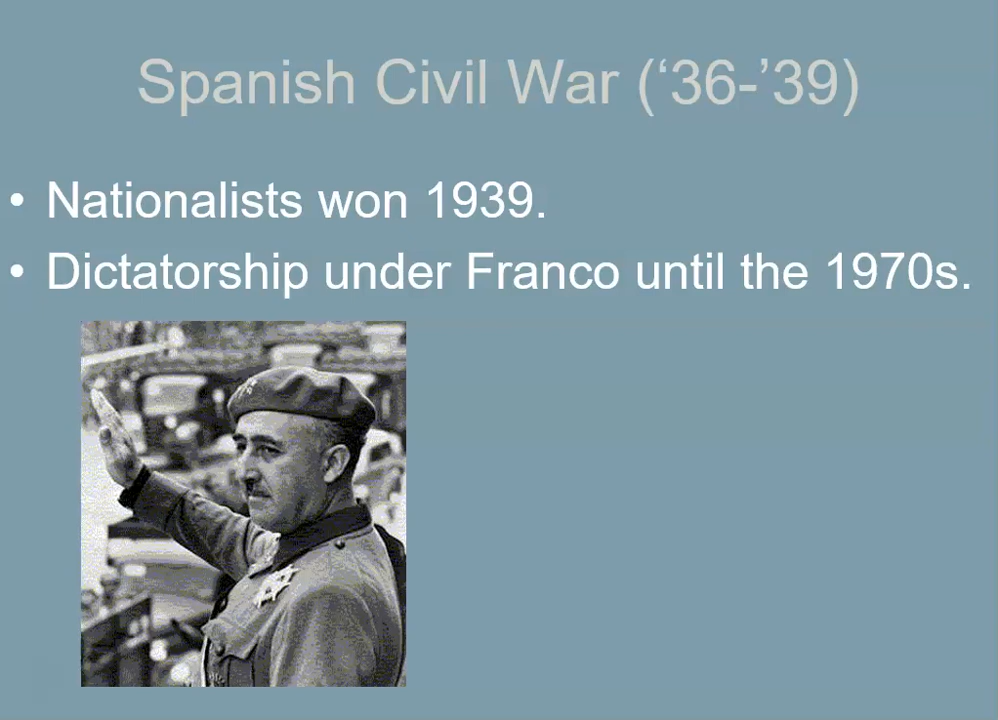 Spanish Civil War (‘36-’39)
• Nationalists won 1939.
• Dictatorship under Franco until the 1970s.